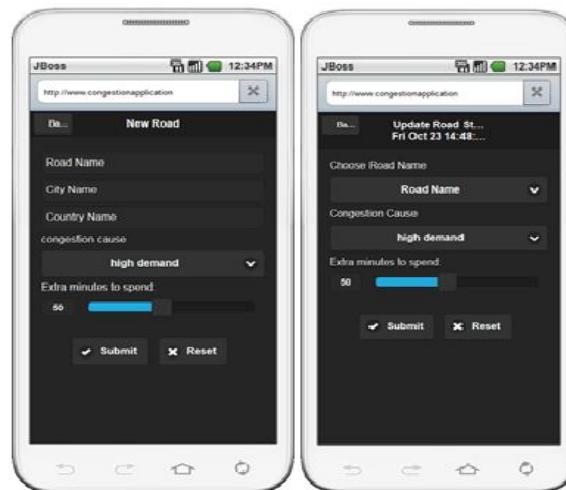 JBoss 12:34PM
http://www.congestionapplication
Ba... New Road
Road Name
City Name
Country Name
congestion cause
high demand
Extra minutes to spend:
50
Submit Reset
JBoss 12:34PM
http://www.congestionapplication
Ba... Update Road St...
Fri Oct 23 14:48:...
Choose lRoad Name
Road Name
Congestion Cause
high demand
Extra minutes to spend:
50
Submit Reset